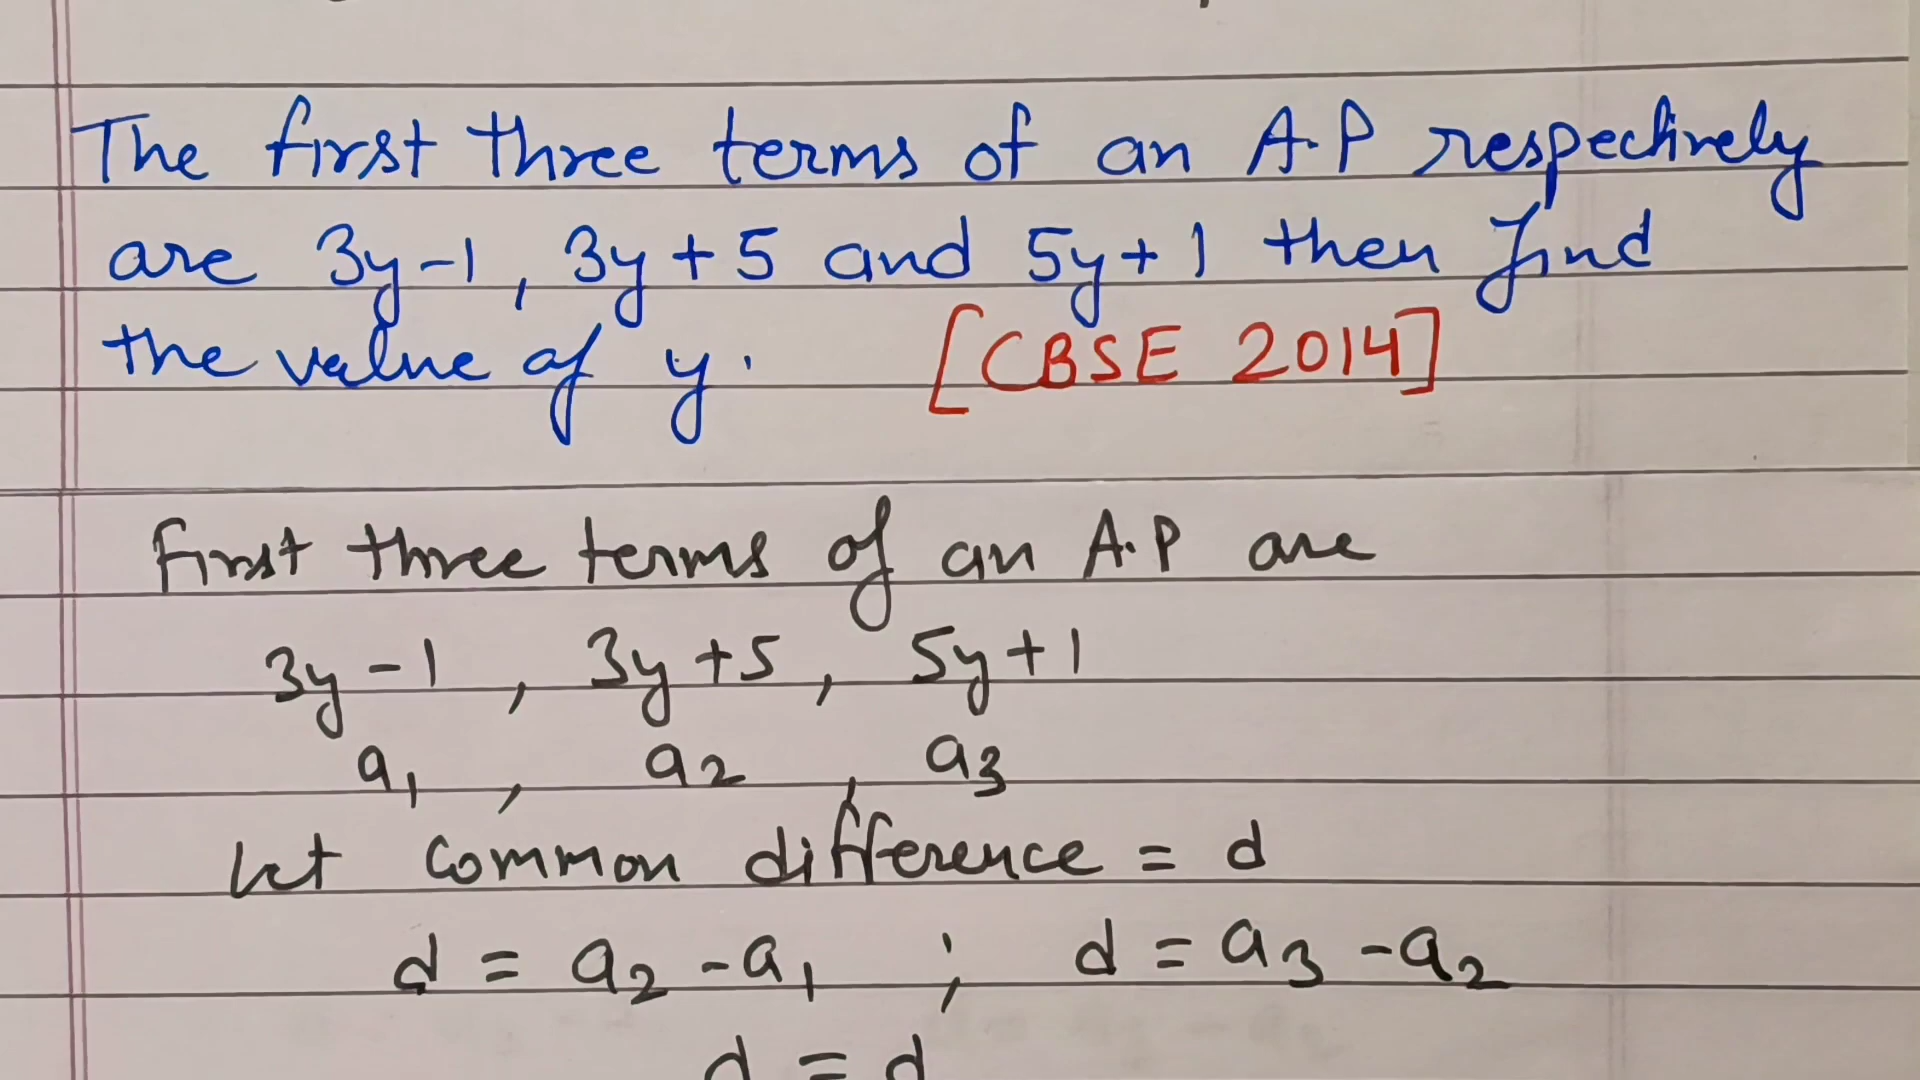 The first three terms of an A.P respectively
are 3y-1, 3y+5 and 5y+1 then find
the value of y. [CBSE 2014]
First three terms of an A.P are
3y-1, 3y+5, 5y+1
a₁, a₂, a₃
let common difference = d
d = a₂-a₁ ; d = a₃-a₂
d = d